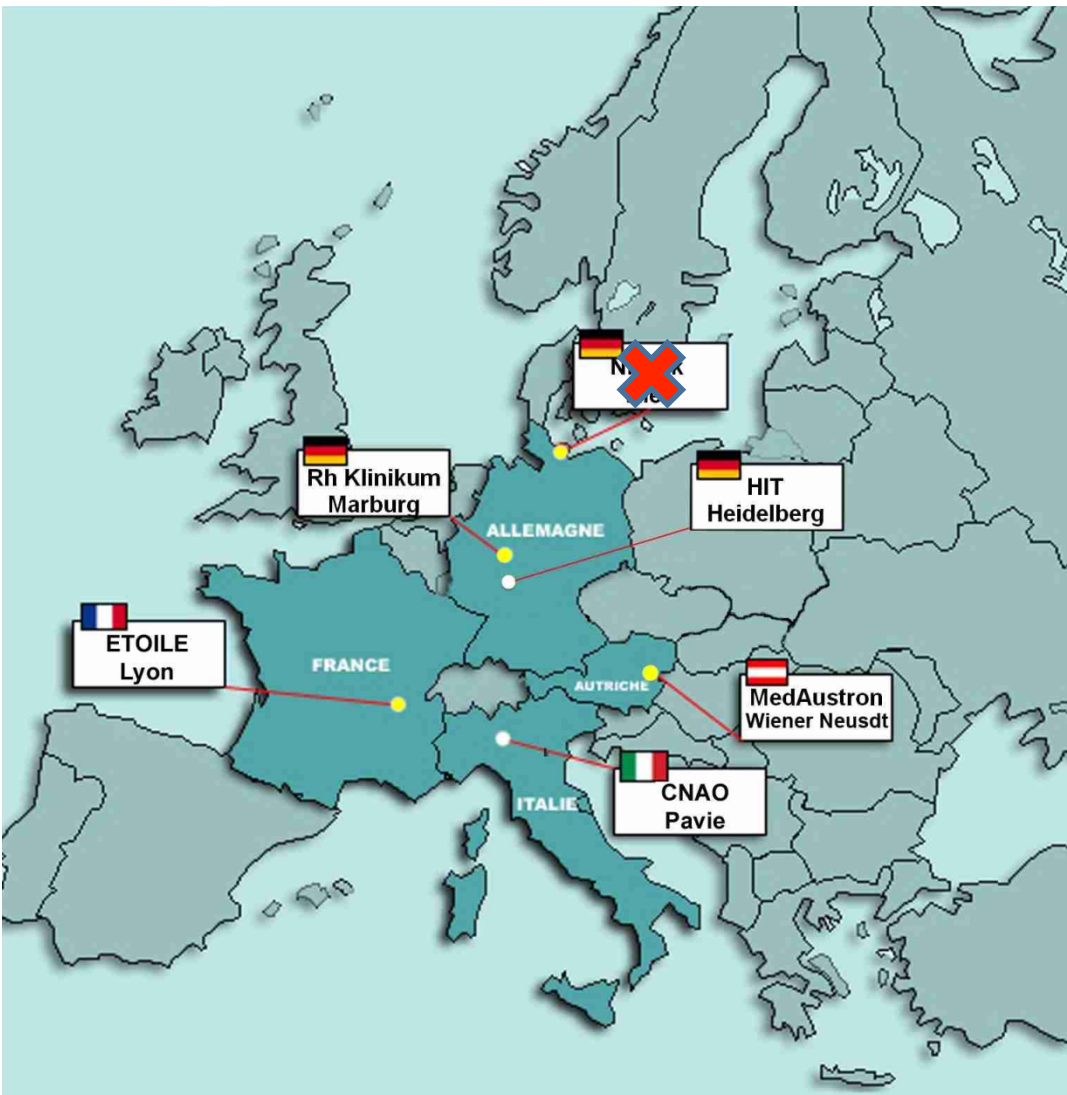 Rh Klinikum
Marburg
HIT
Heidelberg
ALLEMAGNE
ETOILE
Lyon
FRANCE
AUTRICHE
MedAustron
Wiener Neusdt
CNAO
Pavie
ITALIE